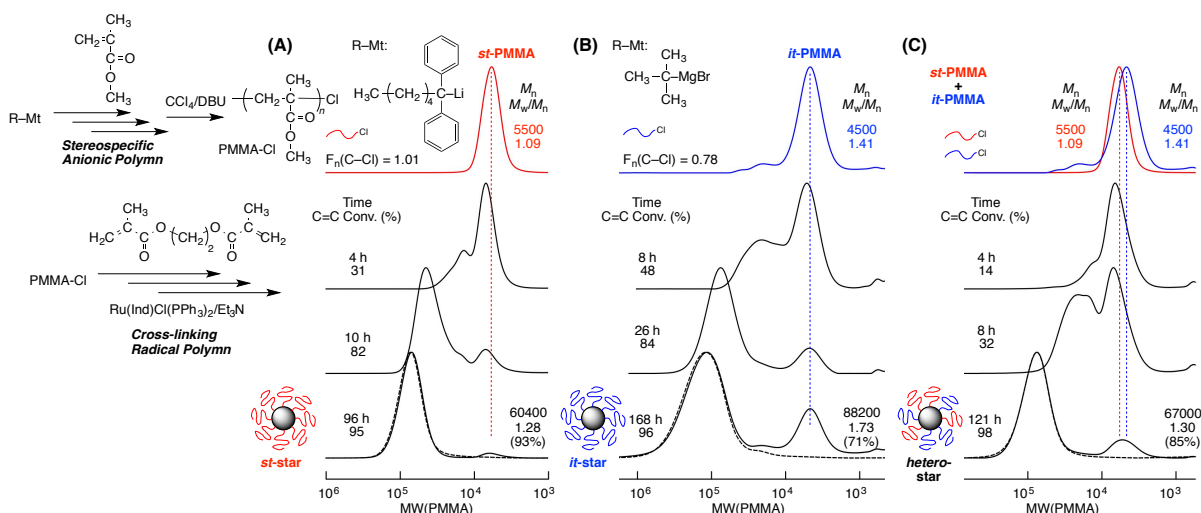 CH3
H2C
C
C O
O
CH3
R–Mt
Stereospecific
Anionic Polymn
CCl4/DBU
CH3
CH2 C Cl
n
C O
O
CH3
PMMA-Cl
CH3 CH3
H2C C C O CH2 O C C CH2
2
O O
PMMA-Cl
Ru(Ind)Cl(PPh3)2/Et3N
Cross-linking
Radical Polymn
(A)
R–Mt:
H3C CH2 C Li
4
st-PMMA
Mn
Mw/Mn
5500
1.09
Cl
Fn(C–Cl) = 1.01
Time
C=C Conv. (%)
4 h
31
10 h
82
96 h
95
60400
1.28
(93%)
st-star
10^6 10^5 10^4 10^3
MW(PMMA)
(B)
R–Mt:
CH3
H3C C MgBr
CH3
it-PMMA
Mn
Mw/Mn
4500
1.41
Cl
Fn(C–Cl) = 0.78
Time
C=C Conv. (%)
8 h
48
26 h
84
168 h
96
88200
1.73
(71%)
it-star
10^6 10^5 10^4 10^3
MW(PMMA)
(C)
st-PMMA
+
it-PMMA
Cl
Cl
Mn
Mw/Mn
5500
1.09
Mn
Mw/Mn
4500
1.41
Time
C=C Conv. (%)
4 h
14
8 h
32
121 h
98
67000
1.30
(85%)
hetero-
star
10^5 10^4 10^3
MW(PMMA)